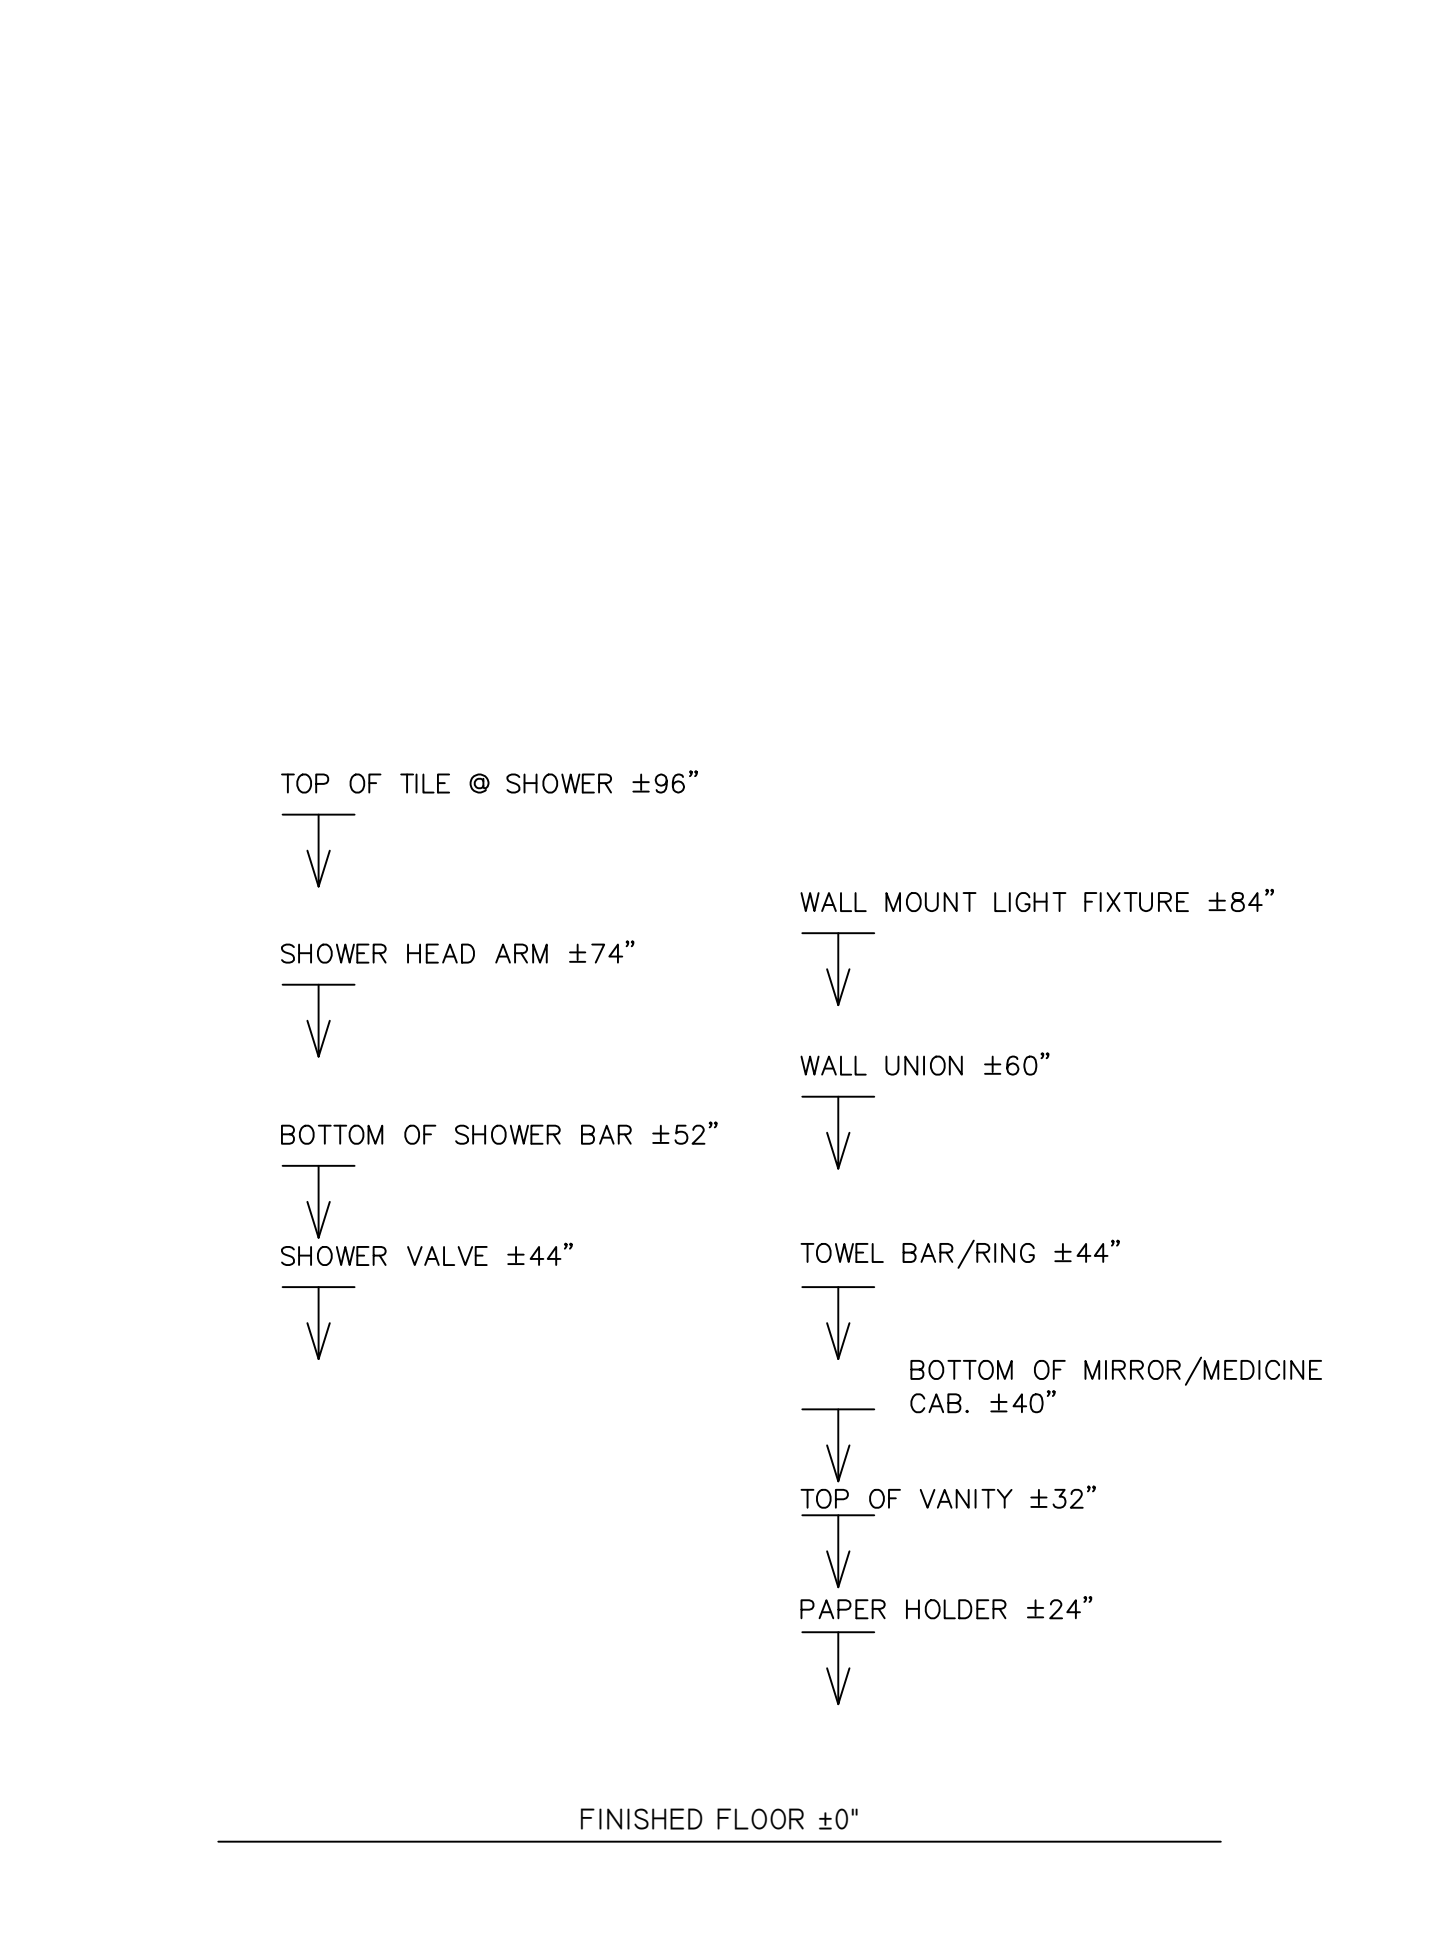 TOP OF TILE @ SHOWER ±96”
SHOWER HEAD ARM ±74”
BOTTOM OF SHOWER BAR ±52”
SHOWER VALVE ±44”
WALL MOUNT LIGHT FIXTURE ±84”
WALL UNION ±60”
TOWEL BAR/RING ±44”
BOTTOM OF MIRROR/MEDICINE
CAB. ±40”
TOP OF VANITY ±32”
PAPER HOLDER ±24”
FINISHED FLOOR ±0"